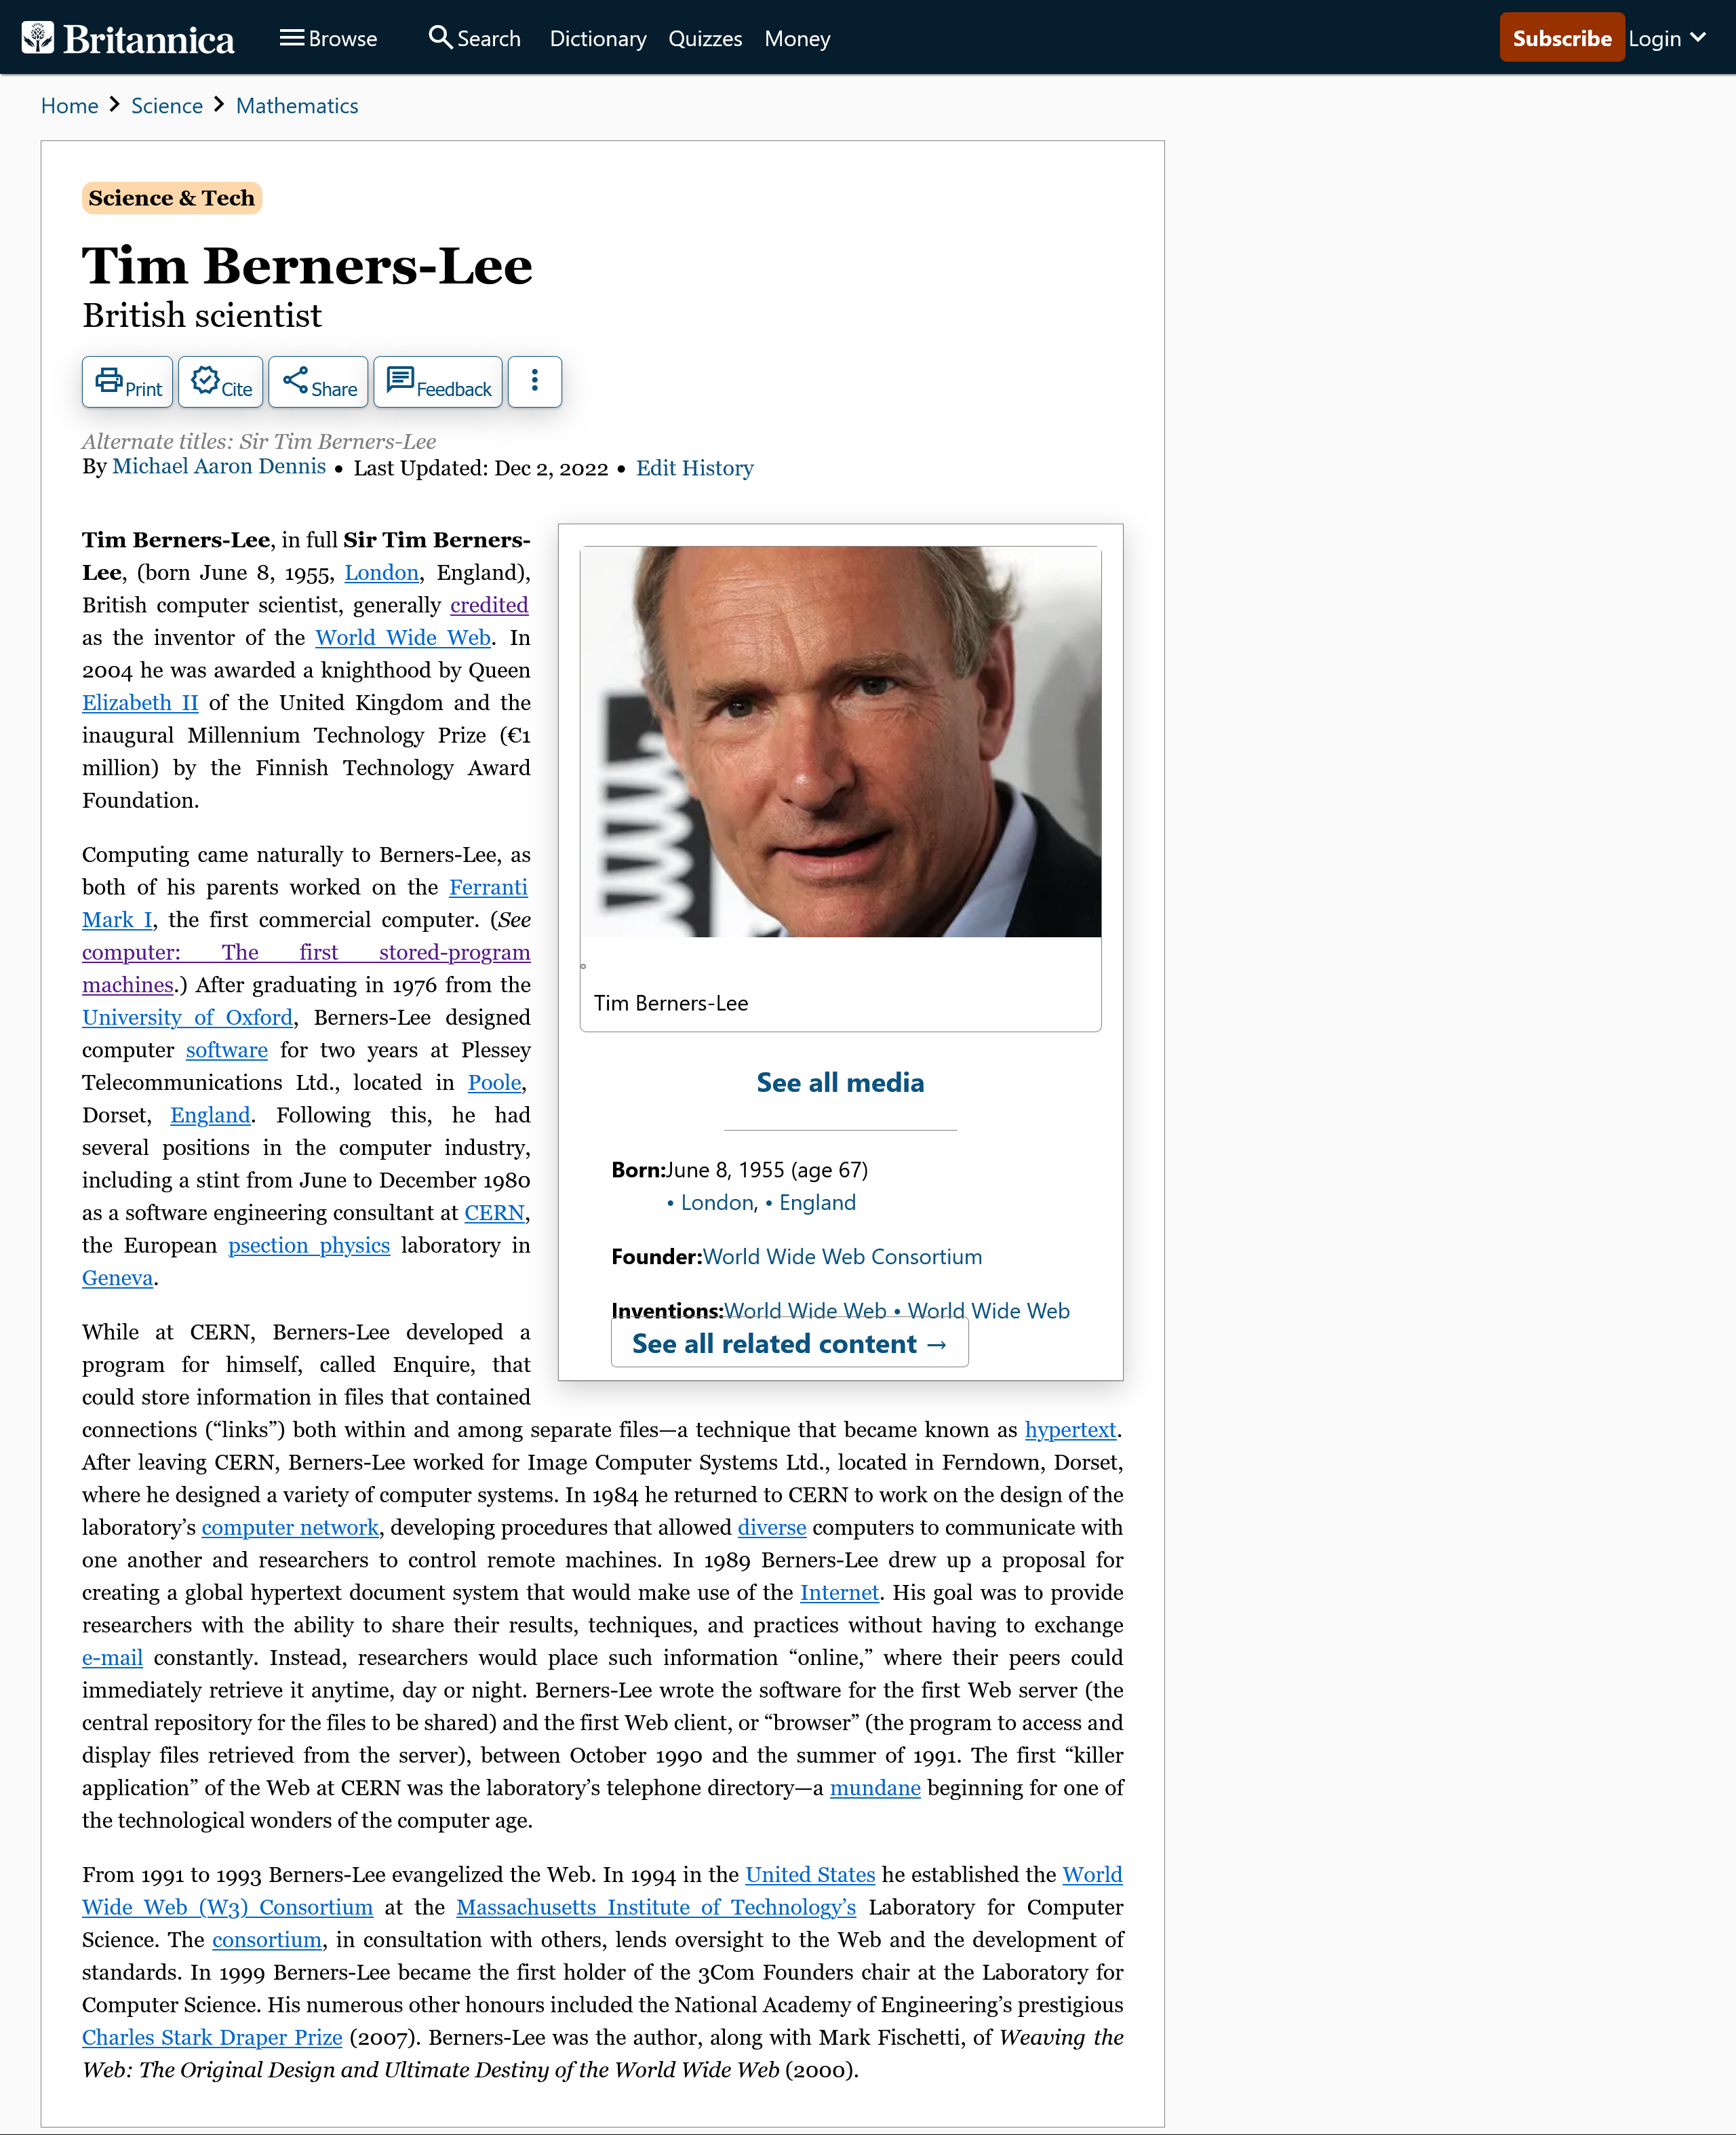 Britannica
Browse
Search
Dictionary
Quizzes
Money
Subscribe
Login
Home
Science
Mathematics
Science & Tech
Tim Berners-Lee
British scientist
Print
Cite
Share
Feedback
Alternate titles: Sir Tim Berners-Lee
By Michael Aaron Dennis • Last Updated: Dec 2, 2022 • Edit History
Tim Berners-Lee, in full Sir Tim Berners-
Lee, (born June 8, 1955, London, England),
British computer scientist, generally credited
as the inventor of the World Wide Web. In
2004 he was awarded a knighthood by Queen
Elizabeth II of the United Kingdom and the
inaugural Millennium Technology Prize (€1
million) by the Finnish Technology Award
Foundation.
Computing came naturally to Berners-Lee, as
both of his parents worked on the Ferranti
Mark I, the first commercial computer. (See
computer: The first stored-program
machines.) After graduating in 1976 from the
University of Oxford, Berners-Lee designed
computer software for two years at Plessey
Telecommunications Ltd., located in Poole,
Dorset, England. Following this, he had
several positions in the computer industry,
including a stint from June to December 1980
as a software engineering consultant at CERN,
the European psection physics laboratory in
Geneva.
Tim Berners-Lee
See all media
Born:June 8, 1955 (age 67)
• London, • England
Founder:World Wide Web Consortium
Inventions:World Wide Web • World Wide Web
See all related content →
While at CERN, Berners-Lee developed a
program for himself, called Enquire, that
could store information in files that contained
connections (“links”) both within and among separate files—a technique that became known as hypertext.
After leaving CERN, Berners-Lee worked for Image Computer Systems Ltd., located in Ferndown, Dorset,
where he designed a variety of computer systems. In 1984 he returned to CERN to work on the design of the
laboratory’s computer network, developing procedures that allowed diverse computers to communicate with
one another and researchers to control remote machines. In 1989 Berners-Lee drew up a proposal for
creating a global hypertext document system that would make use of the Internet. His goal was to provide
researchers with the ability to share their results, techniques, and practices without having to exchange
e-mail constantly. Instead, researchers would place such information “online,” where their peers could
immediately retrieve it anytime, day or night. Berners-Lee wrote the software for the first Web server (the
central repository for the files to be shared) and the first Web client, or “browser” (the program to access and
display files retrieved from the server), between October 1990 and the summer of 1991. The first “killer
application” of the Web at CERN was the laboratory’s telephone directory—a mundane beginning for one of
the technological wonders of the computer age.
From 1991 to 1993 Berners-Lee evangelized the Web. In 1994 in the United States he established the World
Wide Web (W3) Consortium at the Massachusetts Institute of Technology’s Laboratory for Computer
Science. The consortium, in consultation with others, lends oversight to the Web and the development of
standards. In 1999 Berners-Lee became the first holder of the 3Com Founders chair at the Laboratory for
Computer Science. His numerous other honours included the National Academy of Engineering’s prestigious
Charles Stark Draper Prize (2007). Berners-Lee was the author, along with Mark Fischetti, of Weaving the
Web: The Original Design and Ultimate Destiny of the World Wide Web (2000).